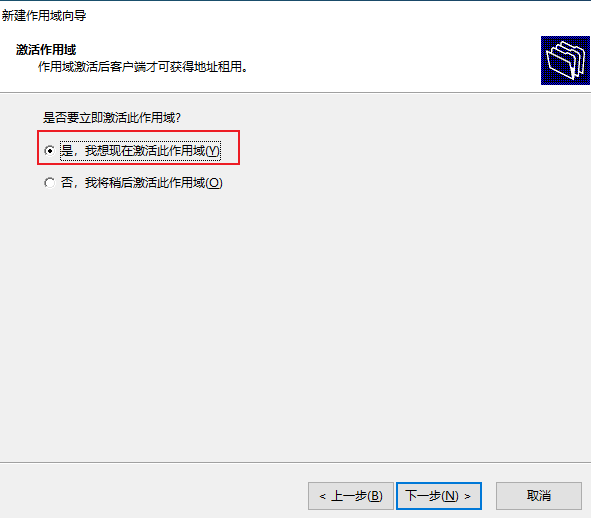 新建作用域向导
激活作用域
作用域激活后客户端才可获得地址租用。
是否要立即激活此作用域?
是，我想现在激活此作用域(Y)
否，我将稍后激活此作用域(O)
< 上一步(B) 下一步(N) > 取消